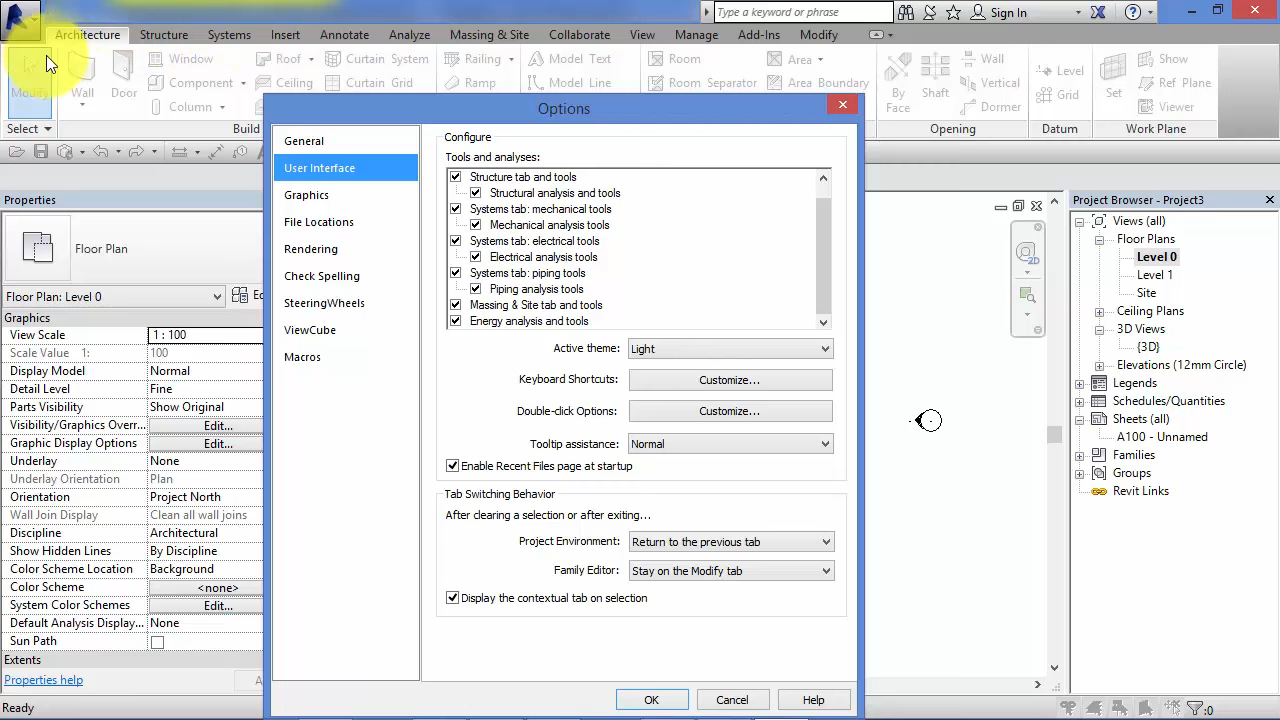 Type a keyword or phrase
Sign In
Architecture Structure Systems Insert Annotate Analyze Massing & Site Collaborate View Manage Add-Ins Modify
Modify
Wall
Door
Window
Component
Column
Roof
Ceiling
Curtain System
Curtain Grid
Railing
Ramp
Model Text
Model Line
Room
Room Separator
Area
Area Boundary
By Face
Shaft
Wall
Vertical
Dormer
Level
Grid
Set
Show
Ref Plane
Viewer
Select
Build
Opening
Datum
Work Plane
Properties
Floor Plan
Floor Plan: Level 0
Graphics
View Scale 1 : 100
Scale Value 1: 100
Display Model Normal
Detail Level Fine
Parts Visibility Show Original
Visibility/Graphics Overr... Edit...
Graphic Display Options Edit...
Underlay None
Underlay Orientation Plan
Orientation Project North
Wall Join Display Clean all wall joins
Discipline Architectural
Show Hidden Lines By Discipline
Color Scheme Location Background
Color Scheme <none>
System Color Schemes Edit...
Default Analysis Display... None
Sun Path
Extents
Properties help
Ready
Options
General
User Interface
Graphics
File Locations
Rendering
Check Spelling
SteeringWheels
ViewCube
Macros
Configure
Tools and analyses:
Structure tab and tools
Structural analysis and tools
Systems tab: mechanical tools
Mechanical analysis tools
Systems tab: electrical tools
Electrical analysis tools
Systems tab: piping tools
Piping analysis tools
Massing & Site tab and tools
Energy analysis and tools
Active theme: Light
Keyboard Shortcuts: Customize...
Double-click Options: Customize...
Tooltip assistance: Normal
Enable Recent Files page at startup
Tab Switching Behavior
After clearing a selection or after exiting...
Project Environment: Return to the previous tab
Family Editor: Stay on the Modify tab
Display the contextual tab on selection
OK Cancel Help
2D
Project Browser - Project3
Views (all)
Floor Plans
Level 0
Level 1
Site
Ceiling Plans
3D Views
{3D}
Elevations (12mm Circle)
Legends
Schedules/Quantities
Sheets (all)
A100 - Unnamed
Families
Groups
Revit Links
:0